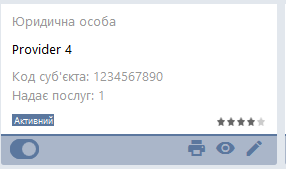 Юридична особа
Provider 4
Код суб'єкта: 1234567890
Надає послуг: 1
Активний